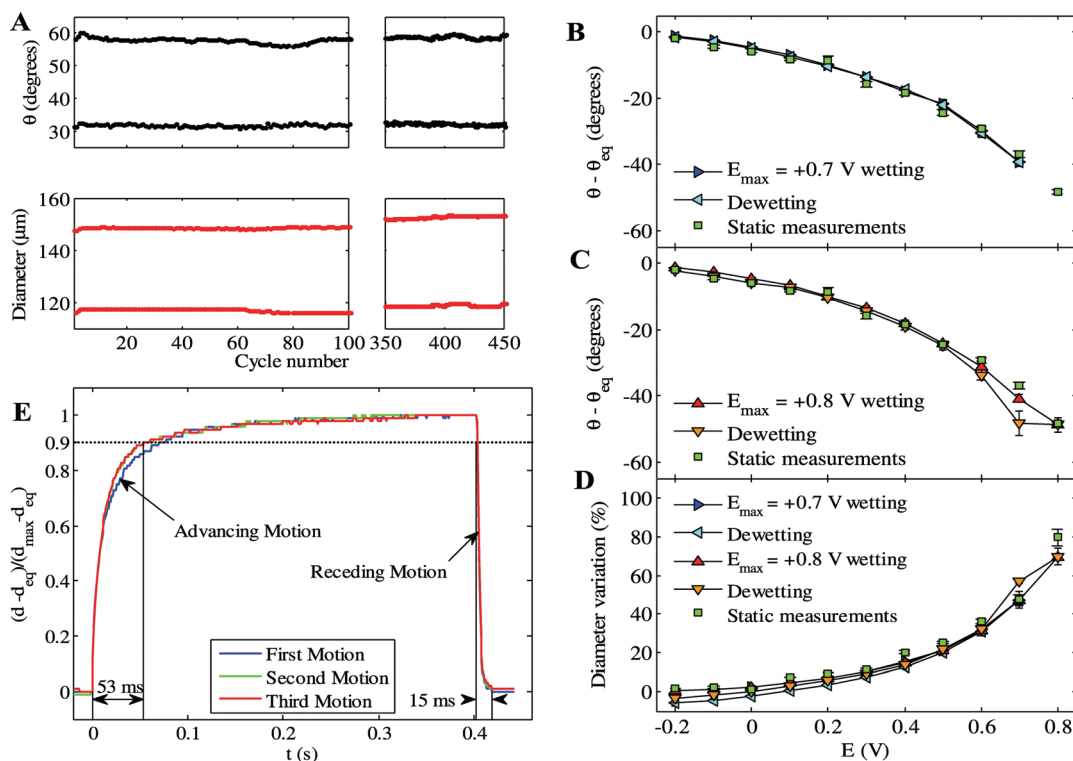 A
θ (degrees)
60
50
40
30
Diameter (μm)
160
140
120
20
40
60
80
100
350
400
450
Cycle number
B
θ - θeq (degrees)
0
-20
-40
-60
Emax = +0.7 V wetting
Dewetting
Static measurements
C
θ - θeq (degrees)
0
-20
-40
-60
Emax = +0.8 V wetting
Dewetting
Static measurements
D
Diameter variation (%)
100
80
60
40
20
0
Emax = +0.7 V wetting
Dewetting
Emax = +0.8 V wetting
Dewetting
Static measurements
-0.2
0
0.2
0.4
0.6
0.8
E (V)
E
(d -deq)/(dmax-deq)
1
0.9
0.8
0.6
0.4
0.2
0
Advancing Motion
Receding Motion
First Motion
Second Motion
Third Motion
53 ms
15 ms
0
0.1
0.2
0.3
0.4
t (s)